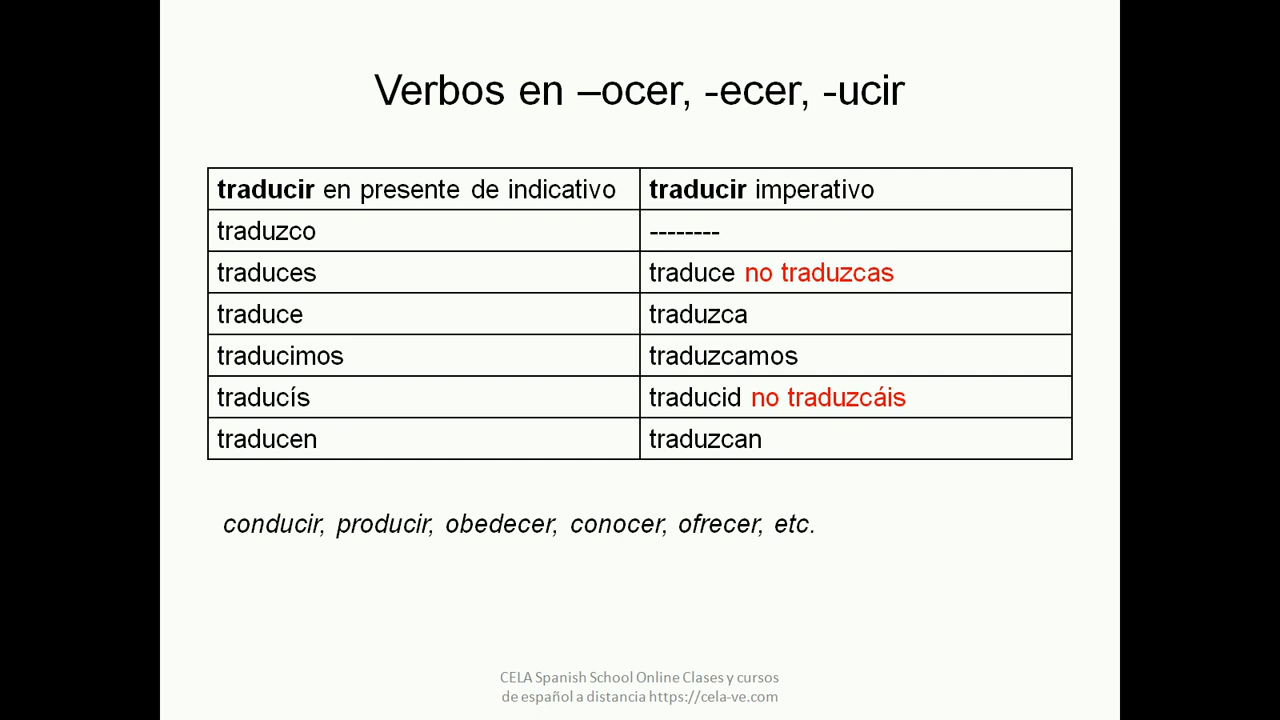 Verbos en –ocer, -ecer, -ucir
traducir en presente de indicativo traducir imperativo
traduzco --------
traduces traduce no traduzcas
traduce traduzca
traducimos traduzcamos
traducís traducid no traduzcáis
traducen traduzcan
conducir, producir, obedecer, conocer, ofrecer, etc.
CELA Spanish School Online Clases y cursos
de español a distancia https://cela-ve.com